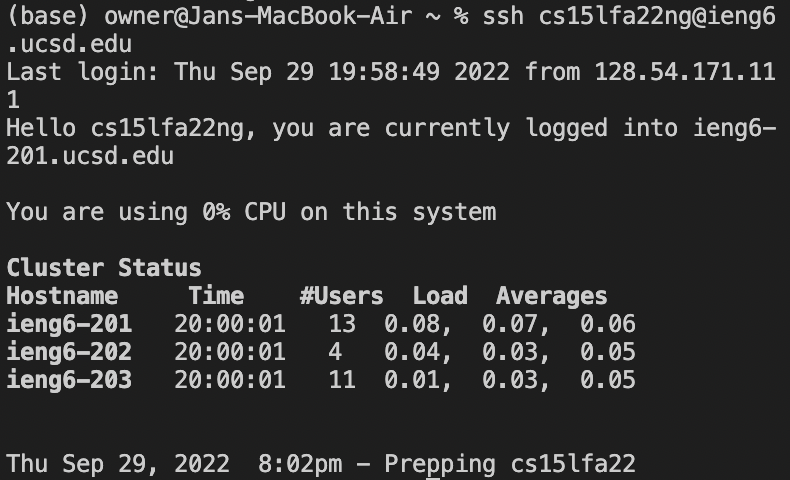 (base) owner@Jans-MacBook-Air ~ % ssh cs15lfa22ng@ieng6
.ucsd.edu
Last login: Thu Sep 29 19:58:49 2022 from 128.54.171.11
1
Hello cs15lfa22ng, you are currently logged into ieng6-
201.ucsd.edu
You are using 0% CPU on this system
Cluster Status
Hostname     Time    #Users  Load  Averages
ieng6-201   20:00:01   13  0.08,  0.07,  0.06
ieng6-202   20:00:01   4   0.04,  0.03,  0.05
ieng6-203   20:00:01   11  0.01,  0.03,  0.05
Thu Sep 29, 2022  8:02pm - Prepping cs15lfa22